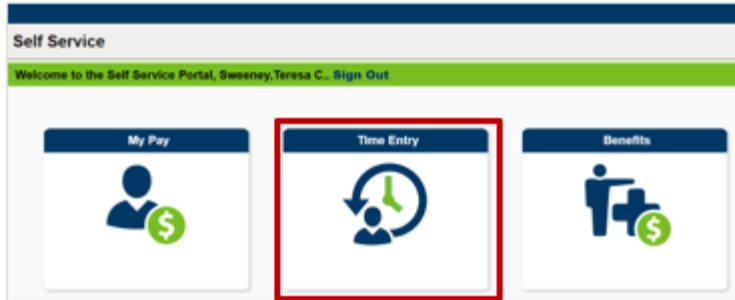 Self Service
Welcome to the Self Service Portal, Sweeney,Teresa C.. Sign Out
My Pay
Time Entry
Benefits
$
$